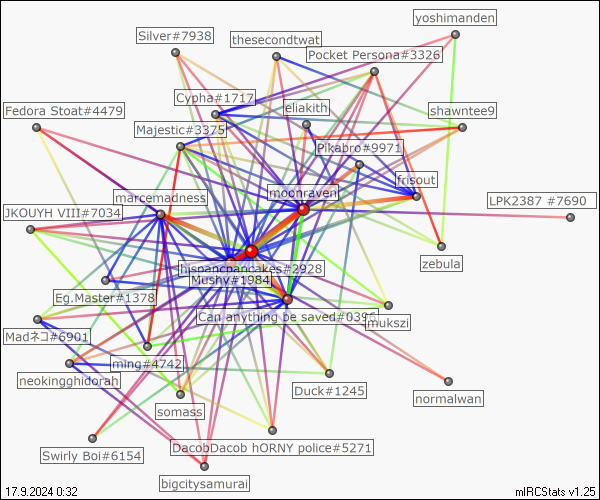 yoshimanden
Silver#7938
thesecondtwat
Pocket Persona#3326
Cypha#1717
eliakith
shawntee9
Fedora Stoat#4479
Majestic#3375
Pikabro#9971
frisout
moonraven
marcemadness
LPK2387 #7690
JKOUYH VIII#7034
zebula
hispanchancakes#2928
Mushy#1984
Eg.Master#1378
Can anything be saved#0396
mukszi
Madネコ#6901
ming#4742
neokingghidorah
Duck#1245
normalwan
somass
DacobDacob hORNY police#5271
Swirly Boi#6154
bigcitysamurai
17.9.2024 0:32
mIRCStats v1.25